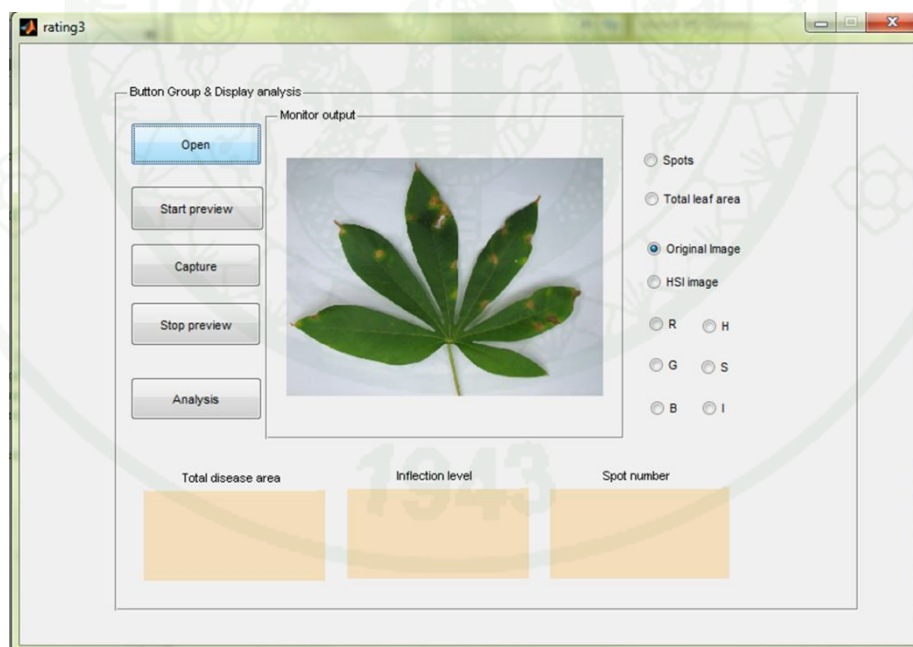 rating3
Button Group & Display analysis
Monitor output
Open
Start preview
Capture
Stop preview
Analysis
Spots
Total leaf area
Original Image
HSI image
R H
G S
B I
Total disease area
Inflection level
Spot number
1943